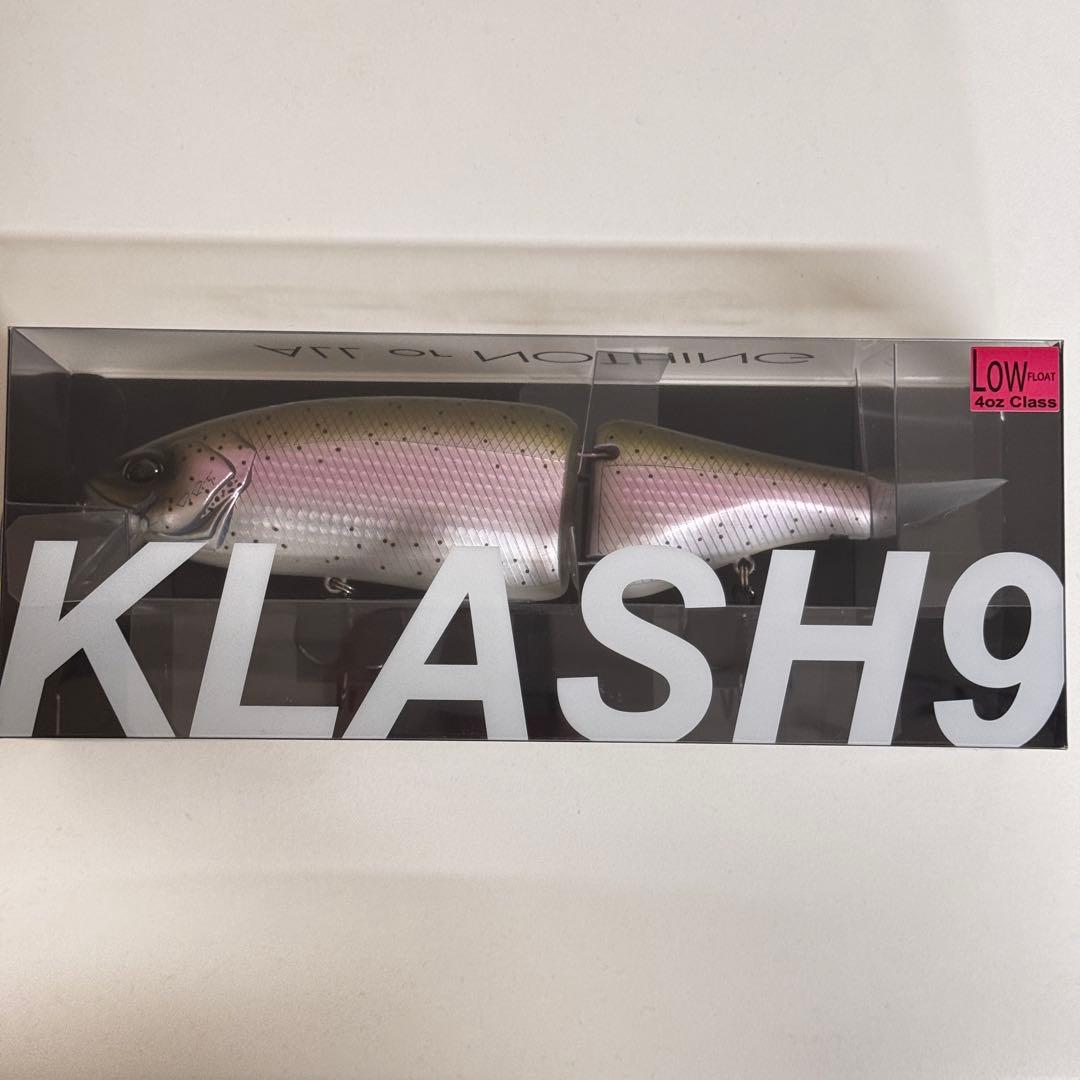 ALL OR NOTHING
LOW FLOAT
4oz Class
KLASH9